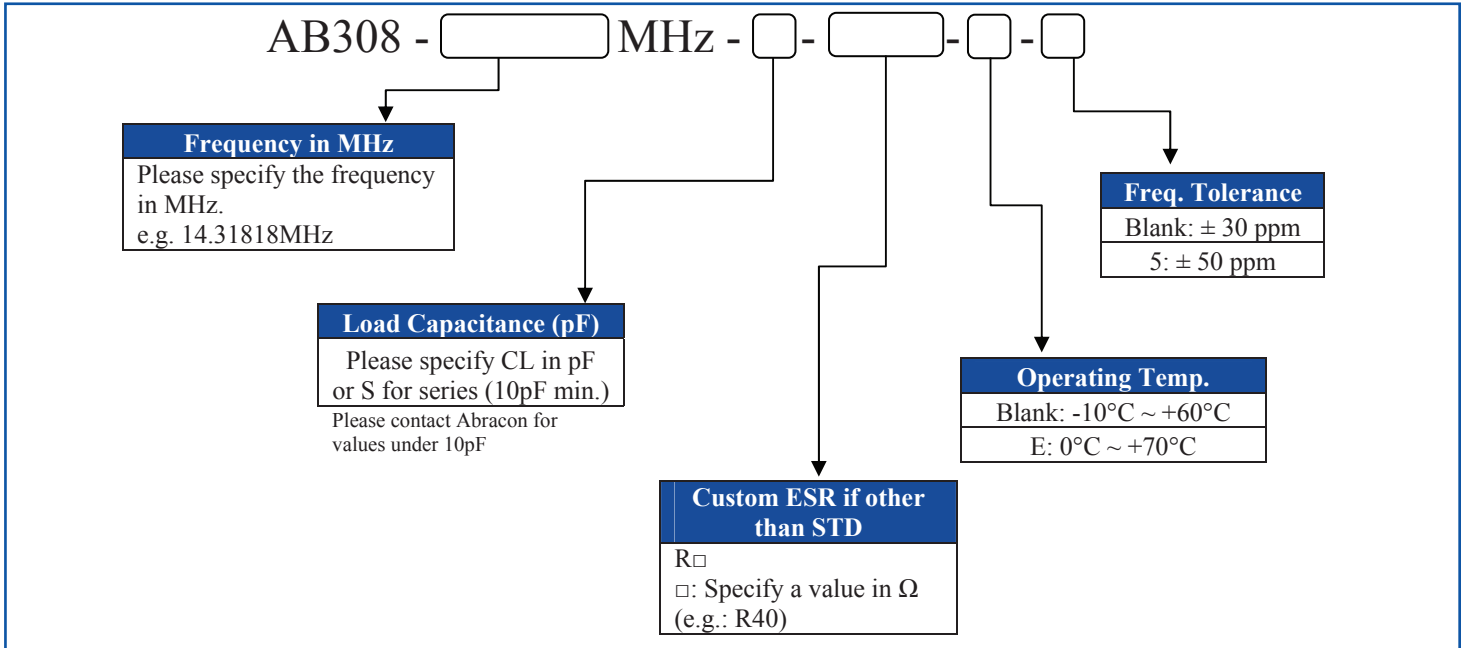 AB308 - MHz - - - -
Frequency in MHz
Please specify the frequency
in MHz.
e.g. 14.31818MHz
Freq. Tolerance
Blank: ± 30 ppm
5: ± 50 ppm
Load Capacitance (pF)
Please specify CL in pF
or S for series (10pF min.)
Please contact Abracon for
values under 10pF
Operating Temp.
Blank: -10°C ~ +60°C
E: 0°C ~ +70°C
Custom ESR if other
than STD
R□
□: Specify a value in Ω
(e.g.: R40)